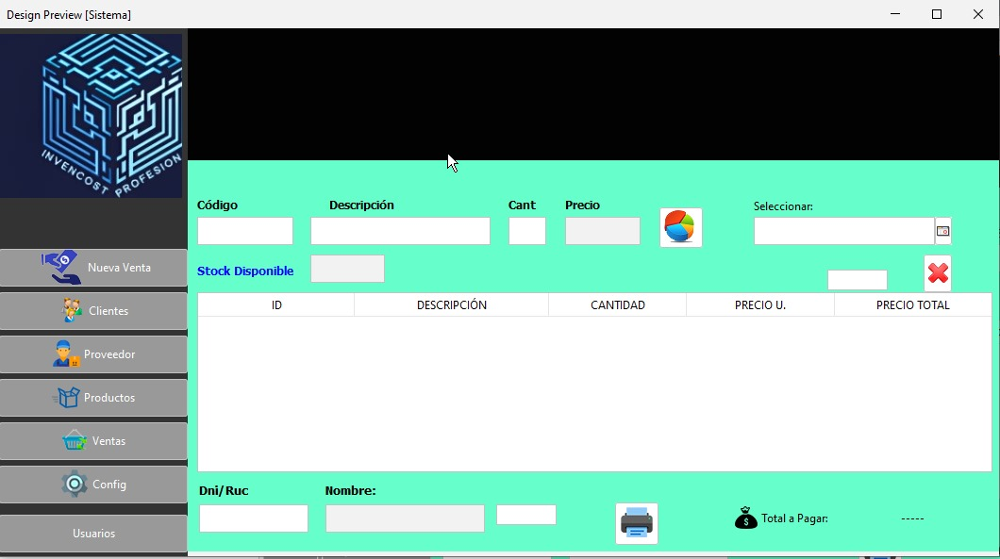 Design Preview [Sistema]
INVENCOST PROFESION
Código Descripción Cant Precio Seleccionar:
Nueva Venta
Stock Disponible
Clientes
ID DESCRIPCIÓN CANTIDAD PRECIO U. PRECIO TOTAL
Proveedor
Productos
Ventas
Config
Dni/Ruc Nombre:
Total a Pagar: -----
Usuarios